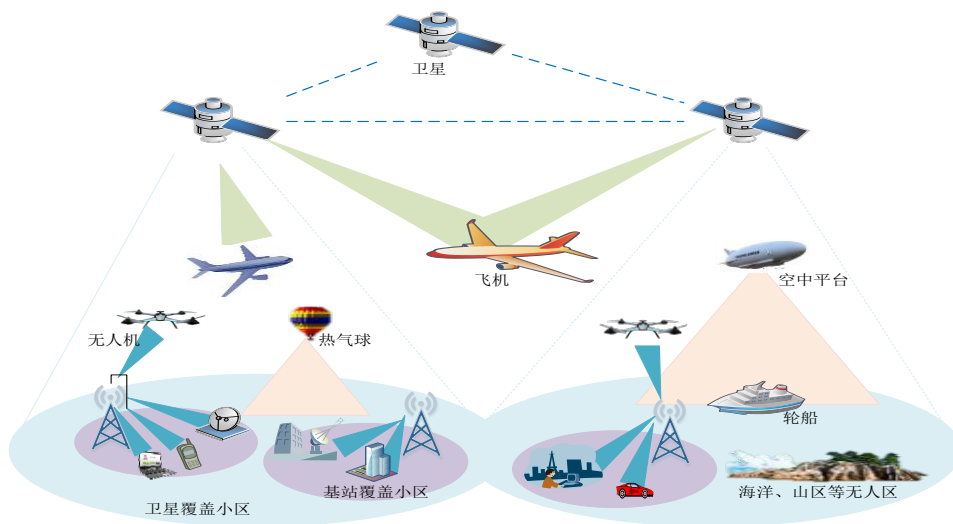 卫星
飞机
空中平台
无人机
热气球
轮船
基站覆盖小区
海洋、山区等无人区
卫星覆盖小区